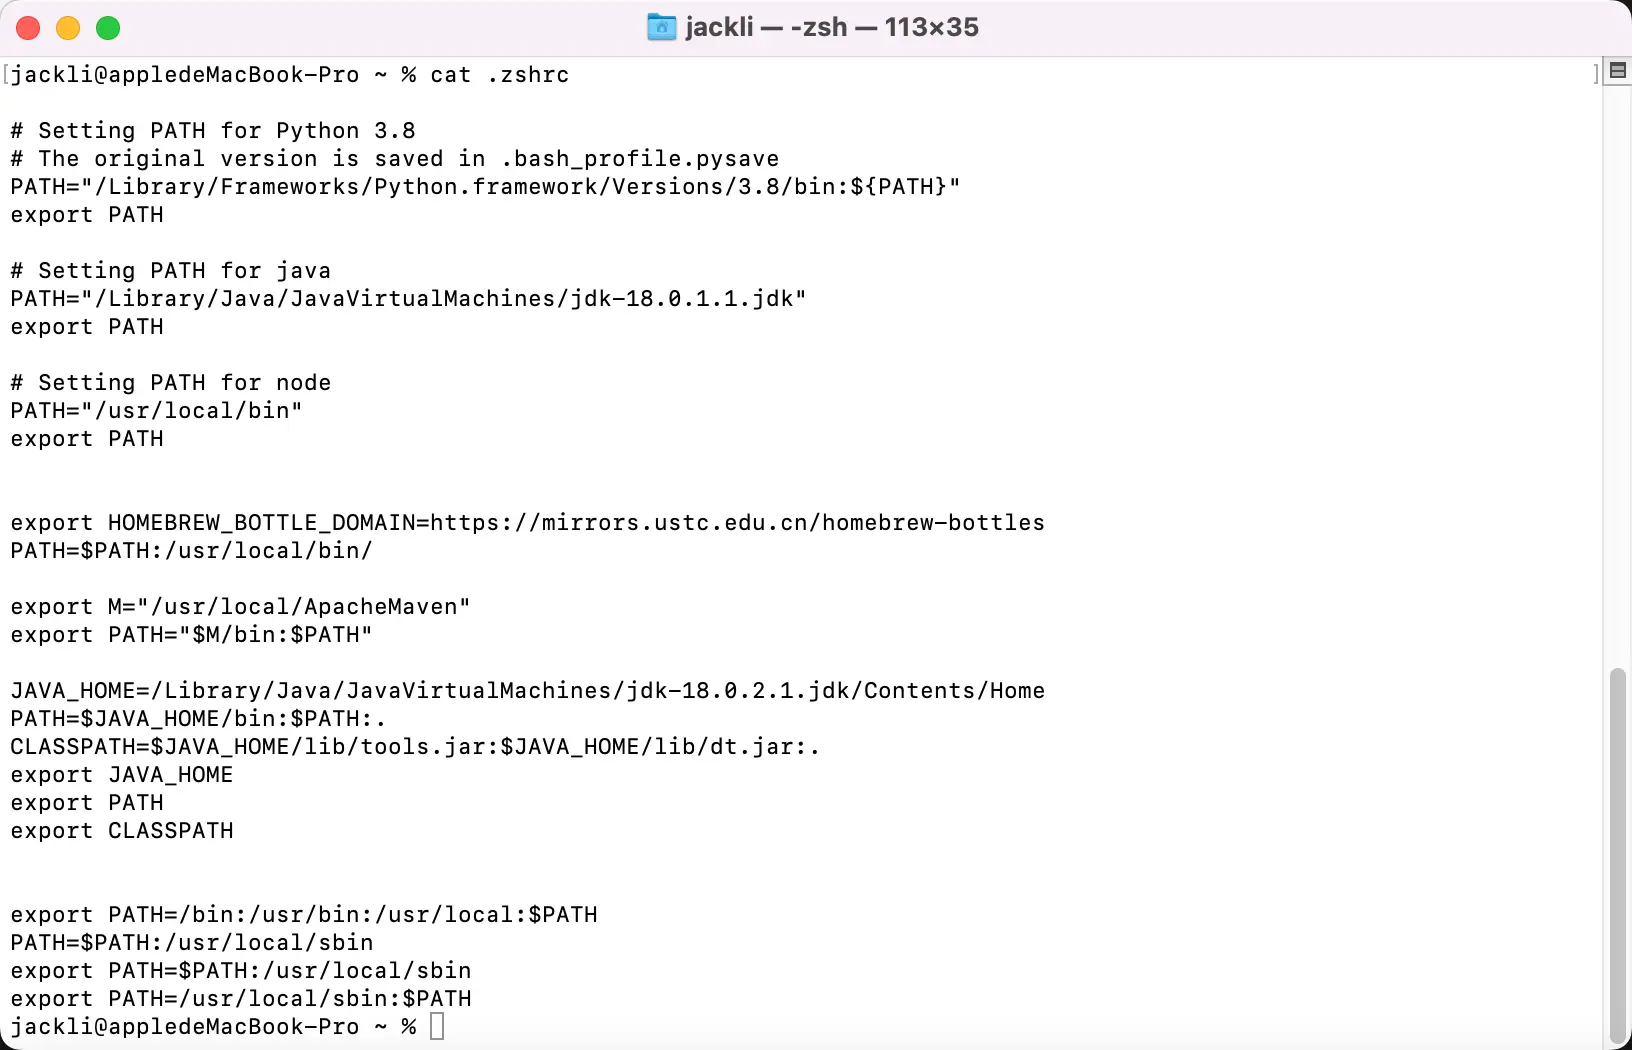 jackli — -zsh — 113×35
[jackli@appledeMacBook-Pro ~ % cat .zshrc ]
# Setting PATH for Python 3.8
# The original version is saved in .bash_profile.pysave
PATH="/Library/Frameworks/Python.framework/Versions/3.8/bin:${PATH}"
export PATH
# Setting PATH for java
PATH="/Library/Java/JavaVirtualMachines/jdk-18.0.1.1.jdk"
export PATH
# Setting PATH for node
PATH="/usr/local/bin"
export PATH
export HOMEBREW_BOTTLE_DOMAIN=https://mirrors.ustc.edu.cn/homebrew-bottles
PATH=$PATH:/usr/local/bin/
export M="/usr/local/ApacheMaven"
export PATH="$M/bin:$PATH"
JAVA_HOME=/Library/Java/JavaVirtualMachines/jdk-18.0.2.1.jdk/Contents/Home
PATH=$JAVA_HOME/bin:$PATH:.
CLASSPATH=$JAVA_HOME/lib/tools.jar:$JAVA_HOME/lib/dt.jar:.
export JAVA_HOME
export PATH
export CLASSPATH
export PATH=/bin:/usr/bin:/usr/local:$PATH
PATH=$PATH:/usr/local/sbin
export PATH=$PATH:/usr/local/sbin
export PATH=/usr/local/sbin:$PATH
jackli@appledeMacBook-Pro ~ %